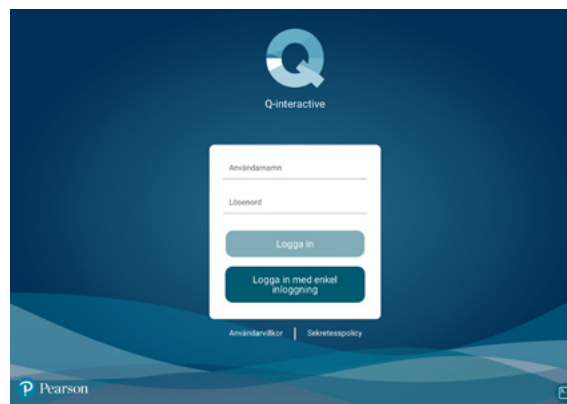 Q-interactive
Användarnamn
Lösenord
Logga in
Logga in med enkel
inloggning
Användarvillkor | Sekretesspolicy
Pearson